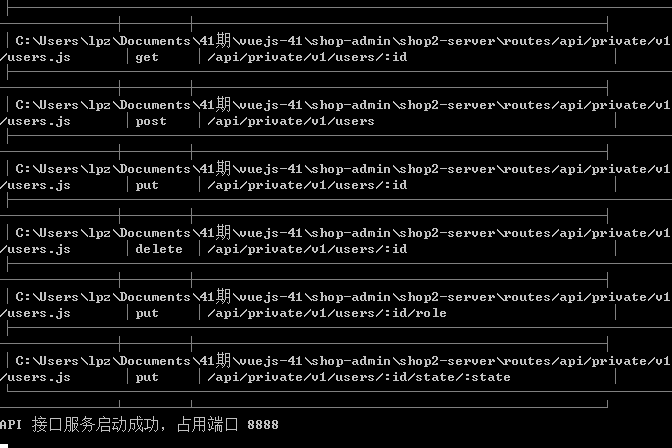 C:\Users\lpz\Documents\41期\vuejs-41\shop-admin\shop2-server\routes/api/private/v1
/users.js | get | /api/private/v1/users/:id |
C:\Users\lpz\Documents\41期\vuejs-41\shop-admin\shop2-server\routes/api/private/v1
/users.js | post | /api/private/v1/users |
C:\Users\lpz\Documents\41期\vuejs-41\shop-admin\shop2-server\routes/api/private/v1
/users.js | put | /api/private/v1/users/:id |
C:\Users\lpz\Documents\41期\vuejs-41\shop-admin\shop2-server\routes/api/private/v1
/users.js | delete | /api/private/v1/users/:id |
C:\Users\lpz\Documents\41期\vuejs-41\shop-admin\shop2-server\routes/api/private/v1
/users.js | put | /api/private/v1/users/:id/role |
C:\Users\lpz\Documents\41期\vuejs-41\shop-admin\shop2-server\routes/api/private/v1
/users.js | put | /api/private/v1/users/:id/state/:state |
API 接口服务启动成功，占用端口 8888